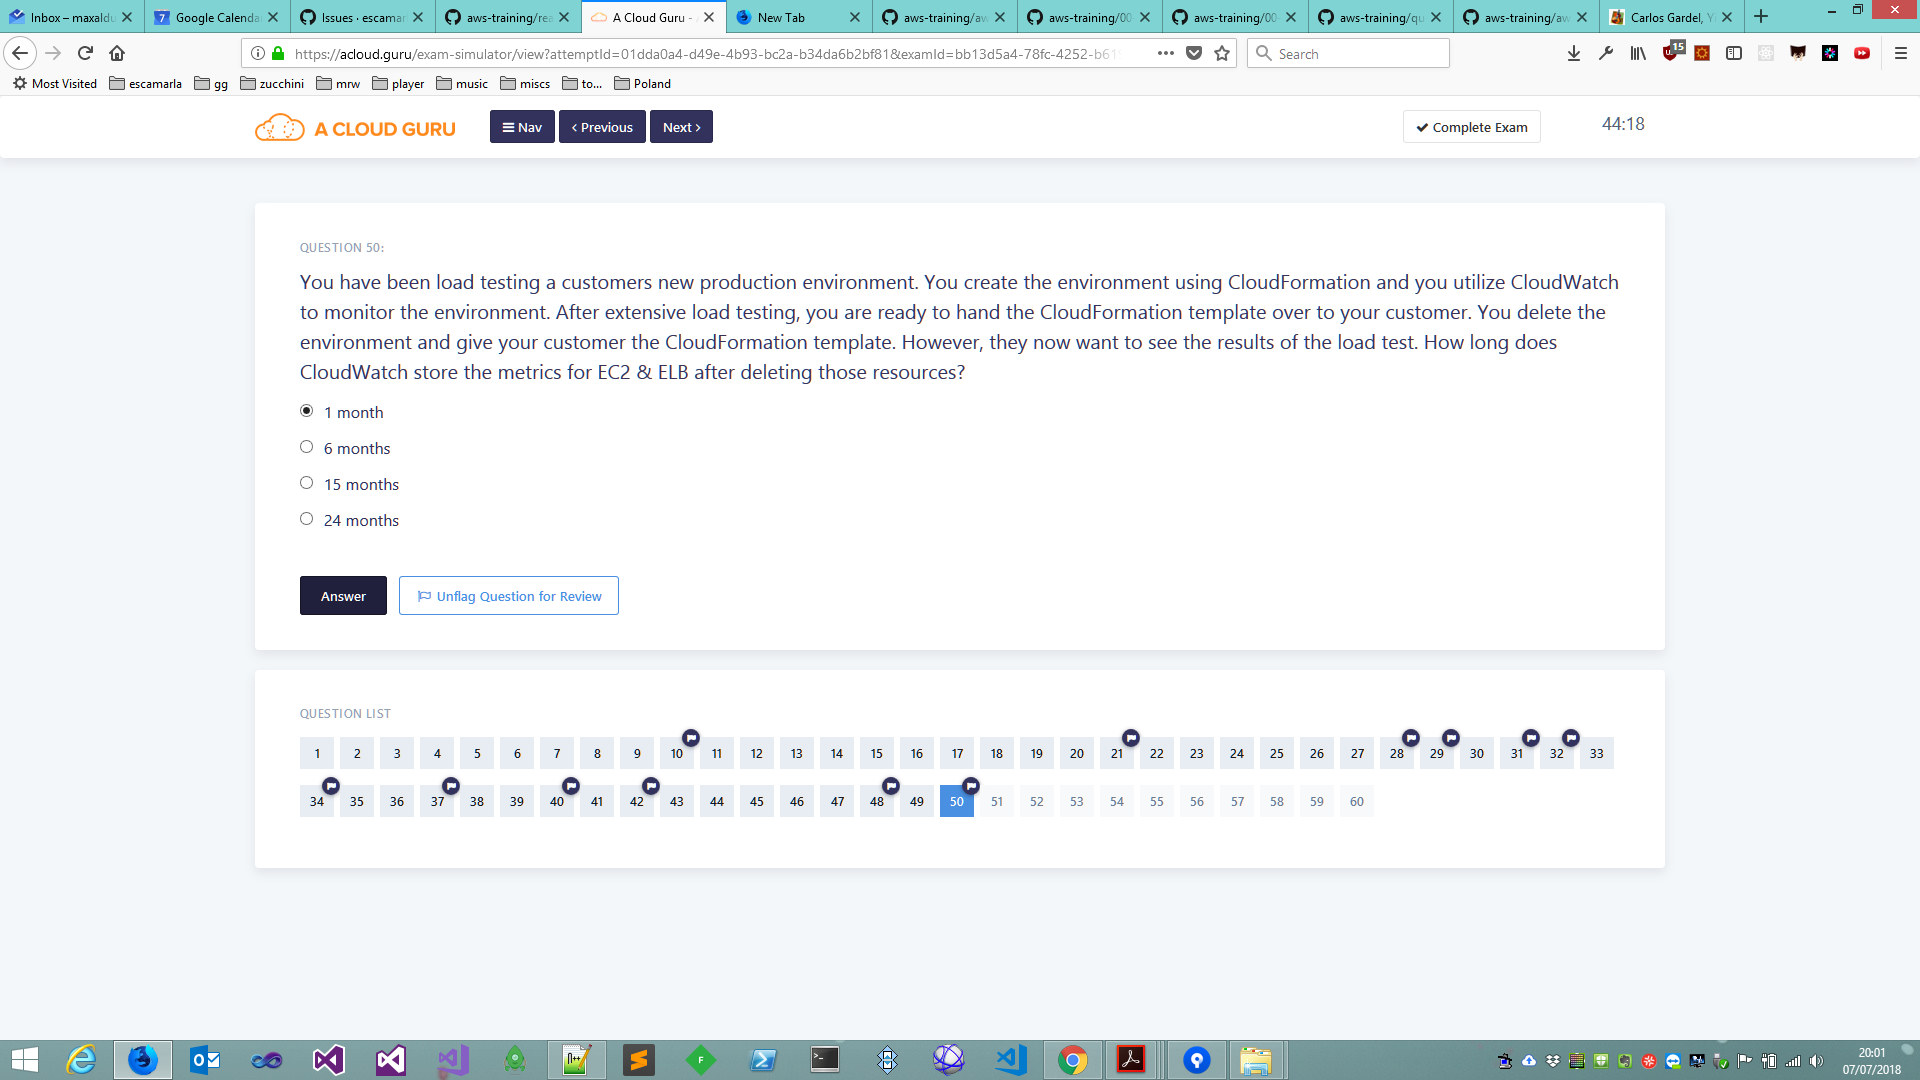 Inbox – maxaldu
Google Calenda
Issues · escamar
aws-training/rea
A Cloud Guru - A
New Tab
aws-training/aw
aws-training/00
aws-training/00
aws-training/qu
aws-training/aw
Carlos Gardel, Y
https://acloud.guru/exam-simulator/view?attemptId=01dda0a4-d49e-4b93-bc2a-b34da6b2bf81&examId=bb13d5a4-78fc-4252-b61
Search
15
Most Visited escamarla gg zucchini mrw player music miscs to... Poland
A CLOUD GURU
Nav
‹ Previous
Next ›
Complete Exam
44:18
QUESTION 50:
You have been load testing a customers new production environment. You create the environment using CloudFormation and you utilize CloudWatch
to monitor the environment. After extensive load testing, you are ready to hand the CloudFormation template over to your customer. You delete the
environment and give your customer the CloudFormation template. However, they now want to see the results of the load test. How long does
CloudWatch store the metrics for EC2 & ELB after deleting those resources?
1 month
6 months
15 months
24 months
Answer
Unflag Question for Review
QUESTION LIST
1 2 3 4 5 6 7 8 9 10 11 12 13 14 15 16 17 18 19 20 21 22 23 24 25 26 27 28 29 30 31 32 33
34 35 36 37 38 39 40 41 42 43 44 45 46 47 48 49 50 51 52 53 54 55 56 57 58 59 60
20:01
07/07/2018